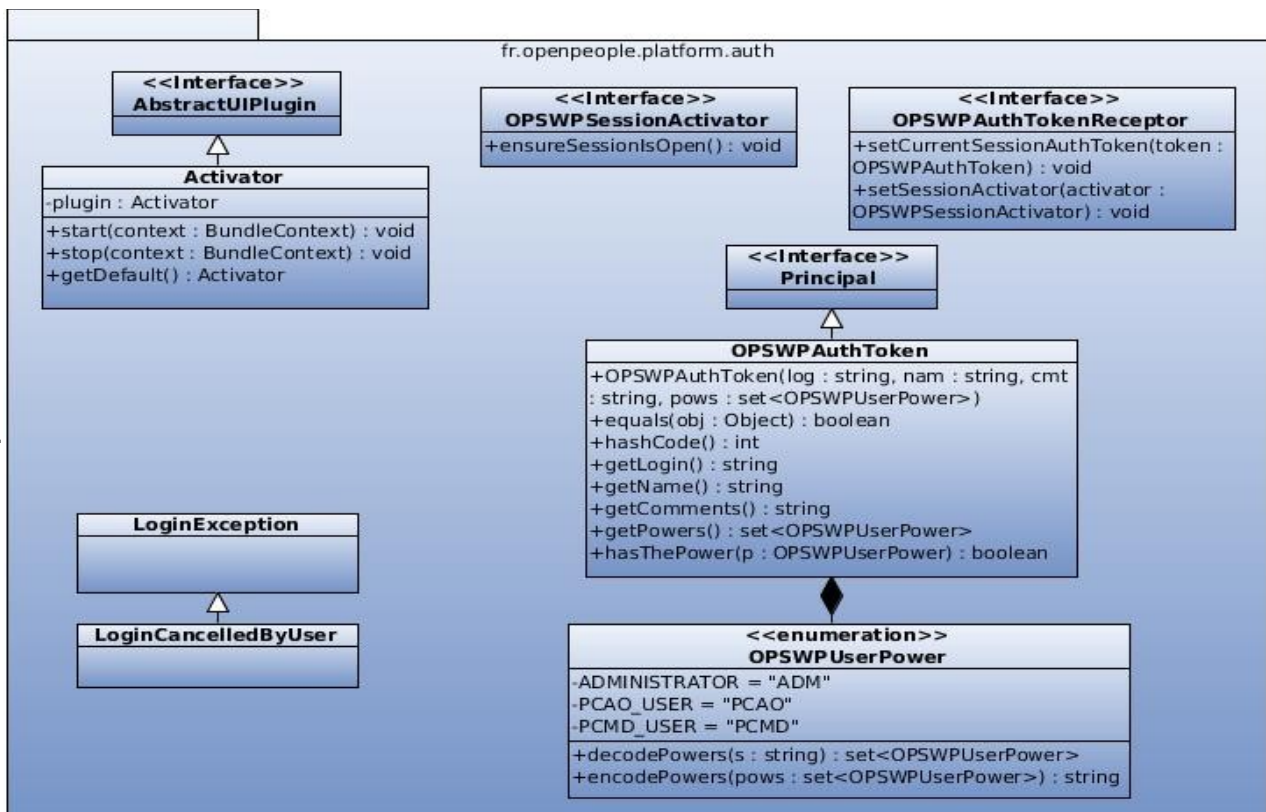 fr.openpeople.platform.auth
<<Interface>>
AbstractUIPlugin
<<Interface>>
OPSWPSessionActivator
+ensureSessionIsOpen() : void
<<Interface>>
OPSWPAuthTokenReceptor
+setCurrentSessionAuthToken(token :
OPSWPAuthToken) : void
+setSessionActivator(activator :
OPSWPSessionActivator) : void
Activator
-plugin : Activator
+start(context : BundleContext) : void
+stop(context : BundleContext) : void
+getDefault() : Activator
<<Interface>>
Principal
OPSWPAuthToken
+OPSWPAuthToken(log : string, nam : string, cmt
: string, pows : set<OPSWPUserPower>)
+equals(obj : Object) : boolean
+hashCode() : int
+getLogin() : string
+getName() : string
+getComments() : string
+getPowers() : set<OPSWPUserPower>
+hasThePower(p : OPSWPUserPower) : boolean
LoginException
LoginCancelledByUser
<<enumeration>>
OPSWPUserPower
-ADMINISTRATOR = "ADM"
-PCAO_USER = "PCAO"
-PCMD_USER = "PCMD"
+decodePowers(s : string) : set<OPSWPUserPower>
+encodePowers(pows : set<OPSWPUserPower>) : string